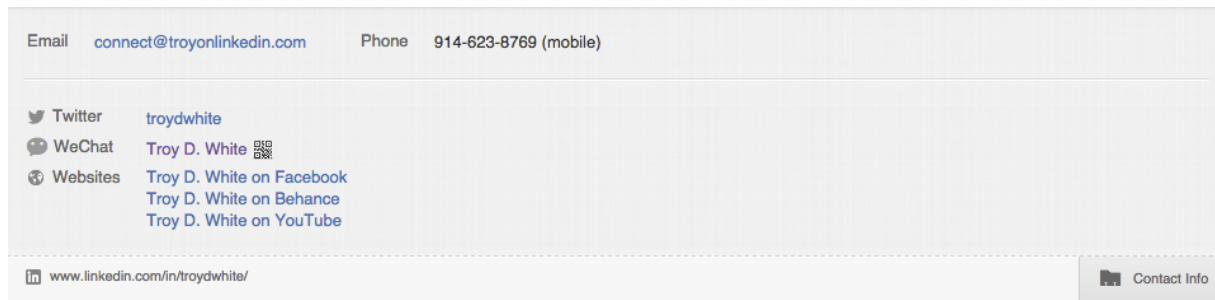 Email connect@troyonlinkedin.com Phone 914-623-8769 (mobile)
Twitter troydwhite
WeChat Troy D. White
Websites Troy D. White on Facebook
Troy D. White on Behance
Troy D. White on YouTube
in www.linkedin.com/in/troydwhite/ Contact Info